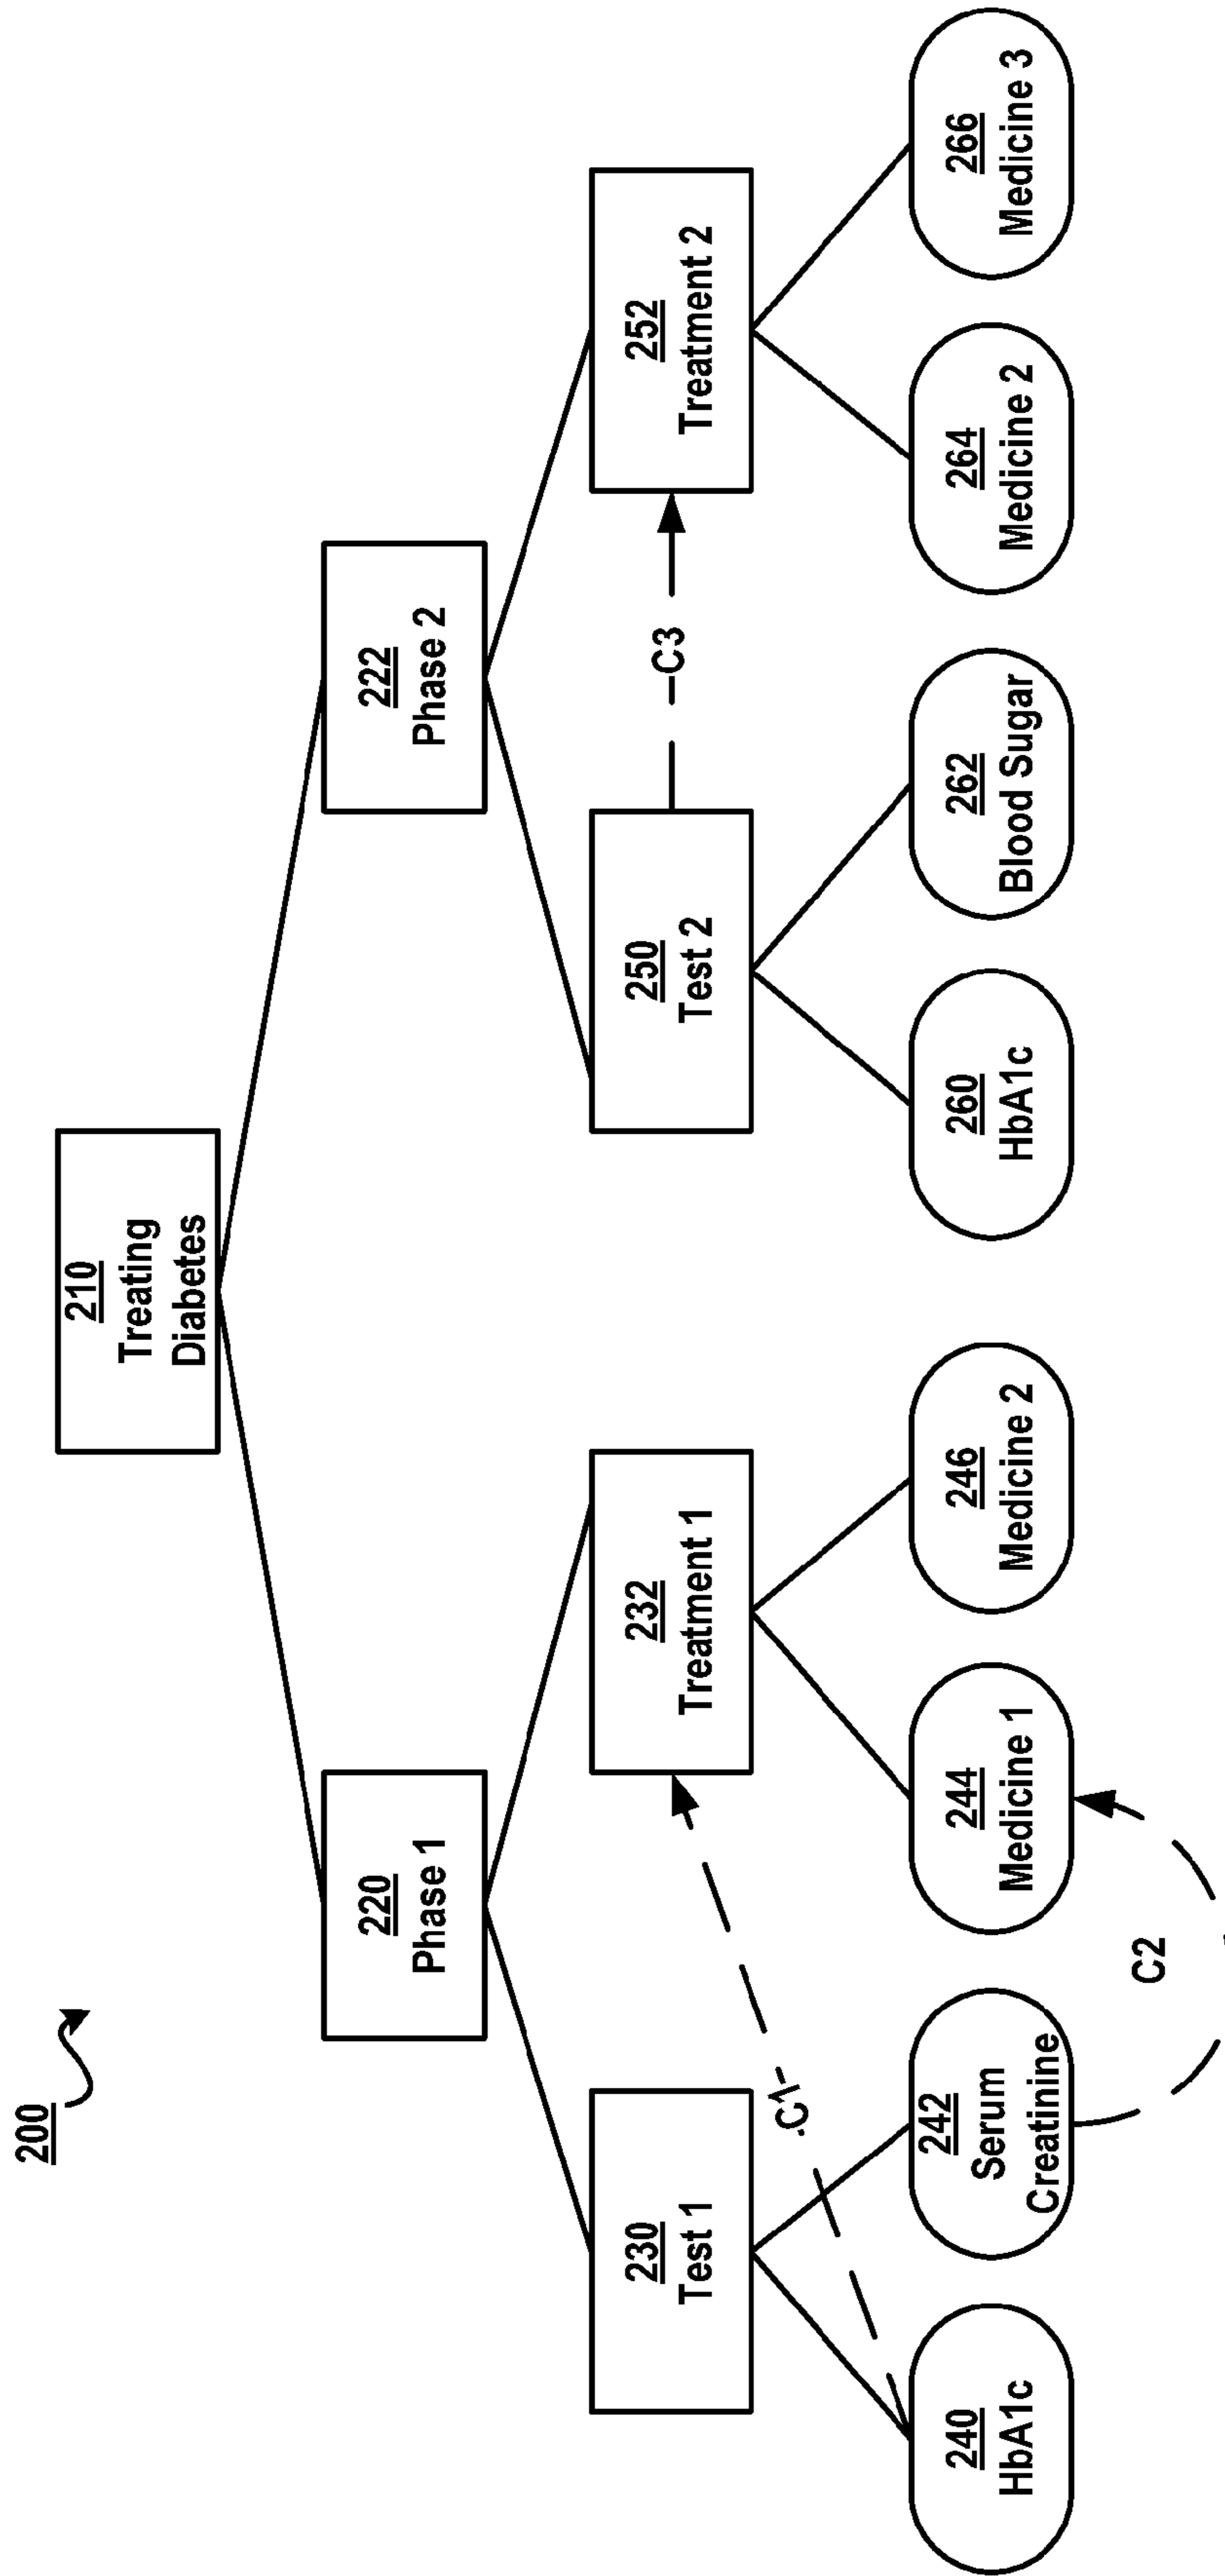 200
210
Treating
Diabetes
220
Phase 1
222
Phase 2
230
Test 1
232
Treatment 1
250
Test 2
252
Treatment 2
C1
C3
240
HbA1c
242
Serum
Creatinine
244
Medicine 1
246
Medicine 2
260
HbA1c
262
Blood Sugar
264
Medicine 2
266
Medicine 3
C2